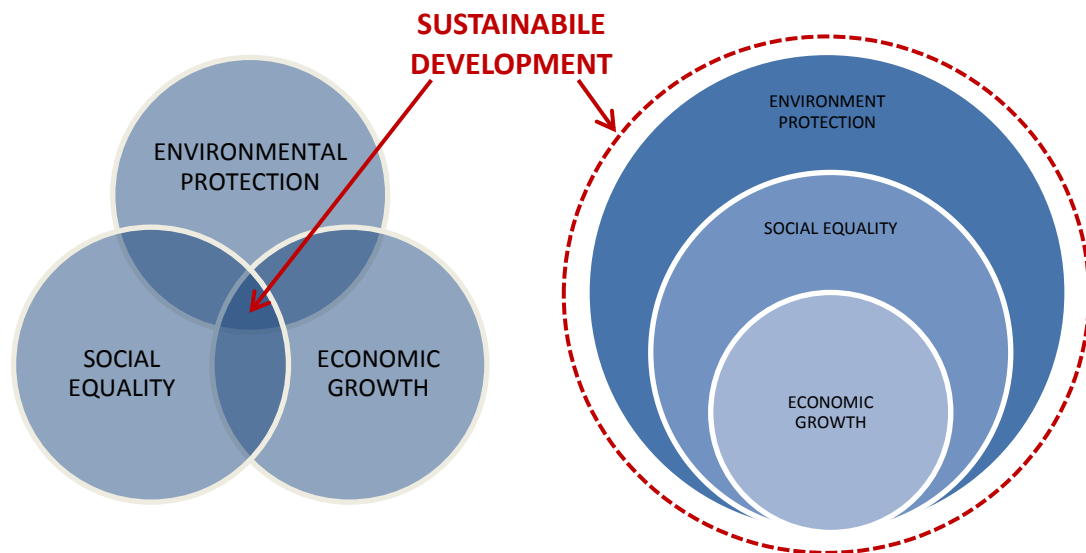 SUSTAINABILE
DEVELOPMENT
ENVIRONMENTAL
PROTECTION
SOCIAL
EQUALITY
ECONOMIC
GROWTH
ENVIRONMENT
PROTECTION
SOCIAL EQUALITY
ECONOMIC
GROWTH